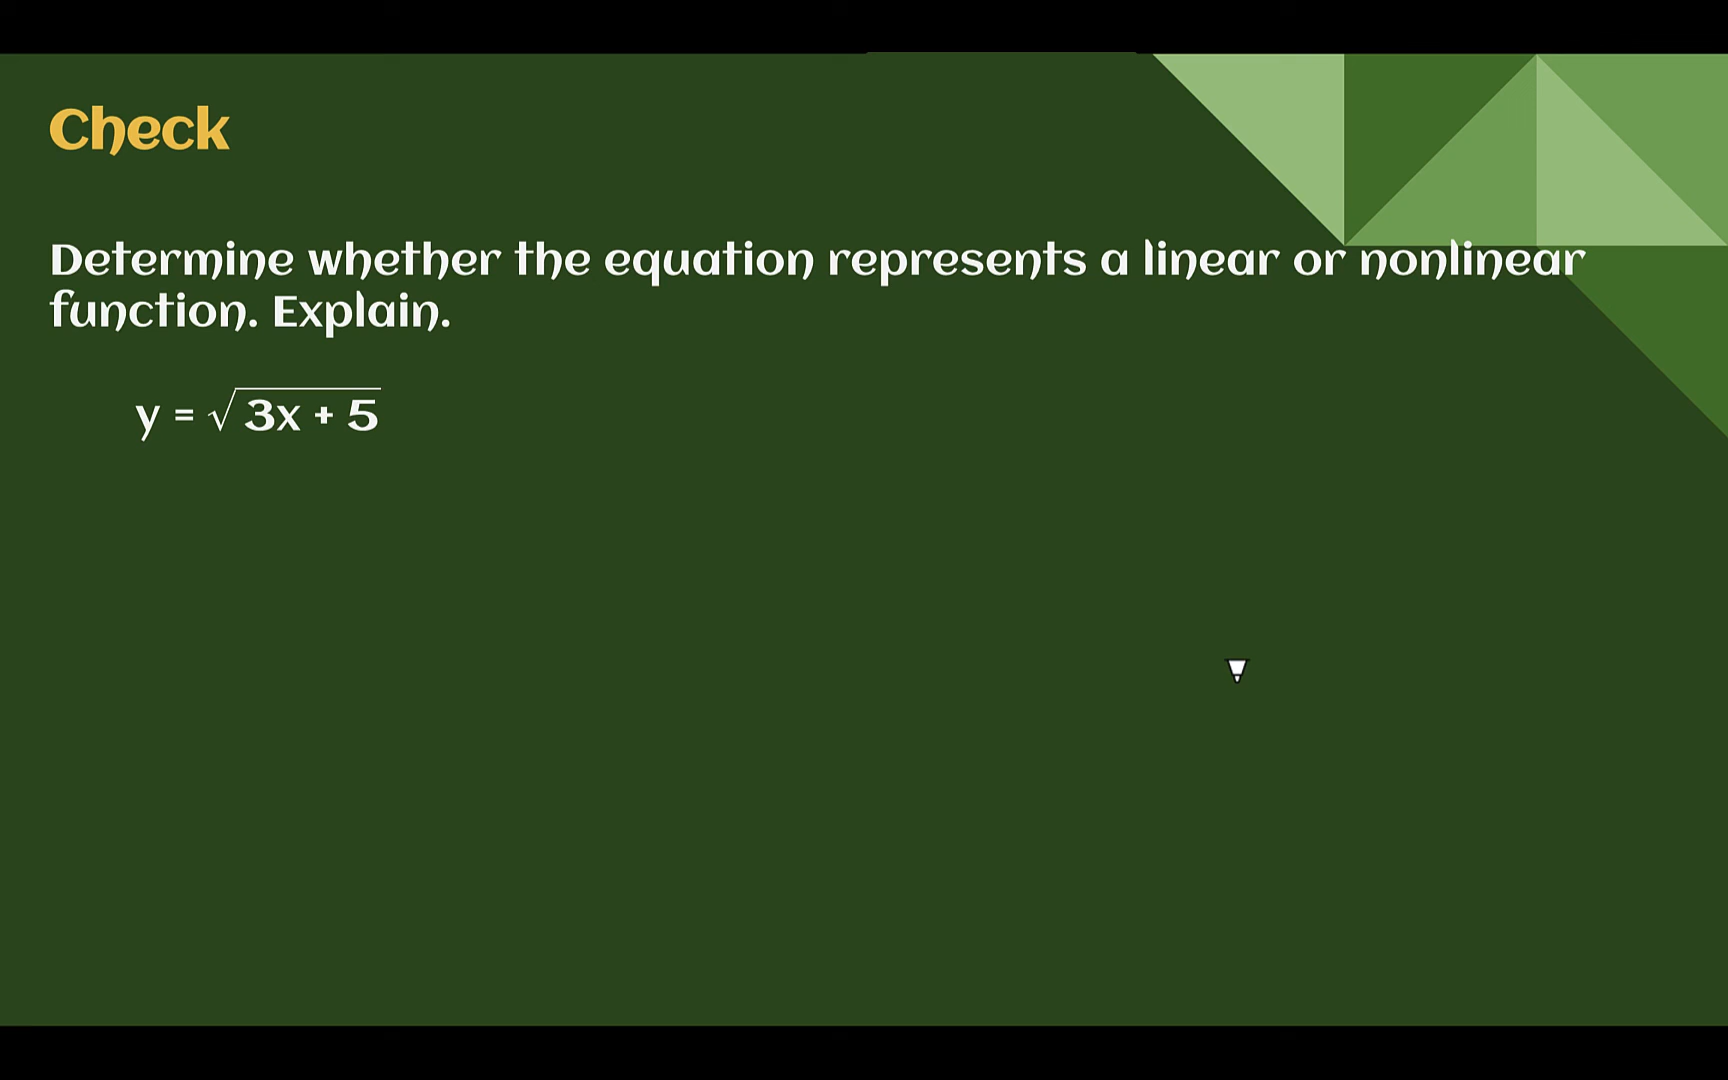 Check
Determine whether the equation represents a linear or nonlinear
function. Explain.
y = √3x + 5